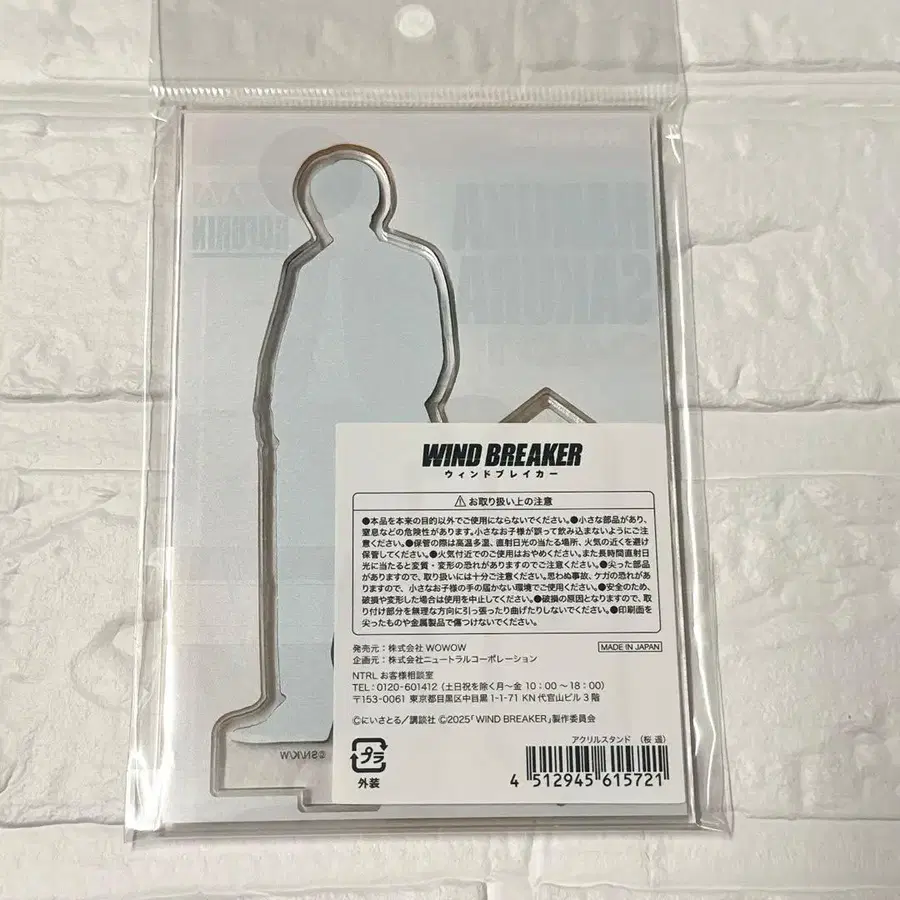 HARUKA
SAKURA
BOFURIN
WIND BREAKER
ウィンドブレイカー
⚠お取り扱い上の注意
●本品を本来の目的以外でご使用にならないでください。●小さな部品があり、
窒息などの危険性があります。小さなお子様が誤って飲み込まないようにご注
意ください。●保管の際は高温多湿、直射日光の当たる場所、火気の近くを避け
保管してください。●火気付近でのご使用はおやめください。また長時間直射日
光に当たると変質・変形の恐れがありますのでご注意ください。●尖った部品
がありますので、取り扱いには十分ご注意ください。思わぬ事故、ケガの恐れがあ
りますので、小さなお子様の手の届かない環境でご使用ください。●安全のため、
破損や変形した場合は使用を中止してください。●破損の原因となりますので、取
り付け部分を無理な方向に引っ張ったり曲げたりしないでください。●印刷面を
尖ったものや金属製品で傷つけないでください。
発売元：株式会社 WOWOW
MADE IN JAPAN
企画元：株式会社ニュートラルコーポレーション
NTRL お客様相談室
TEL：0120-601412（土日祝を除く月〜金 10：00 〜 18：00）
〒153-0061 東京都目黒区中目黒 1-1-71 KN 代官山ビル 3 階
©にいさとる／講談社 ©2025「WIND BREAKER」製作委員会
アクリルスタンド （桜 遥）
プラ
外装
4 512945 615721
©SN/K/W